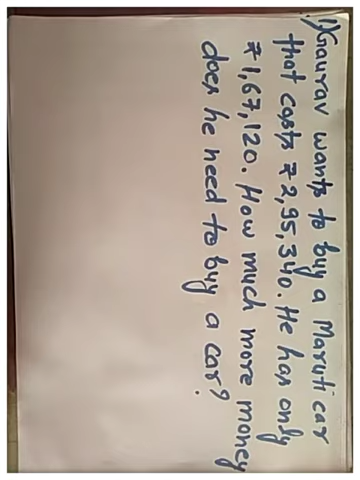 1) Gaurav wants to buy a Maruti car
that costs ₹ 2,95,340. He has only
₹ 1,67,120. How much more money
does he need to buy a car?